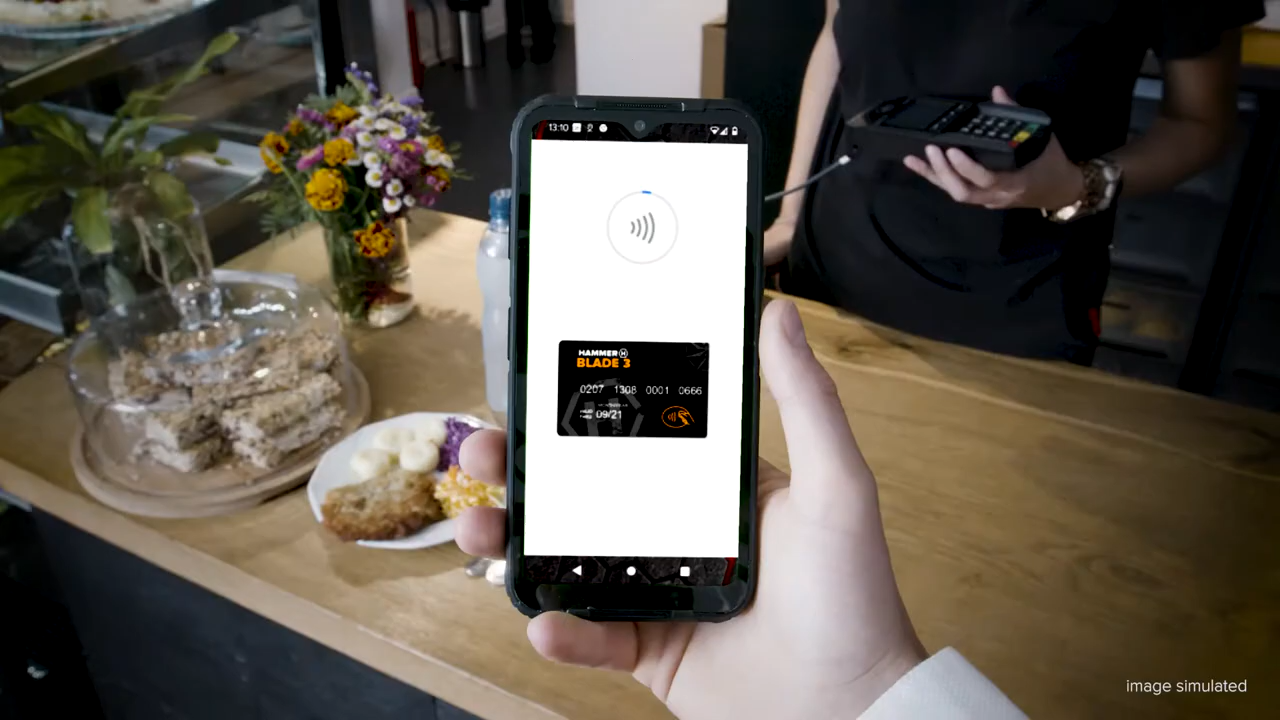 13:10
HAMMER H
BLADE 3
0207 1308 0001 0666
09/21
image simulated